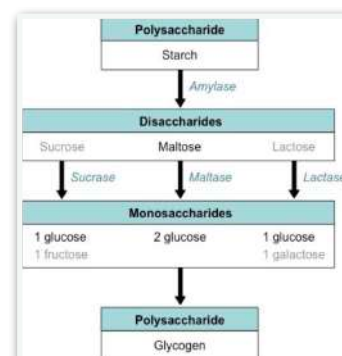 Polysaccharide
Starch
Amylase
Disaccharides
Sucrose Maltose Lactose
Sucrase Maltase Lactase
Monosaccharides
1 glucose 2 glucose 1 glucose
1 fructose 1 galactose
Polysaccharide
Glycogen